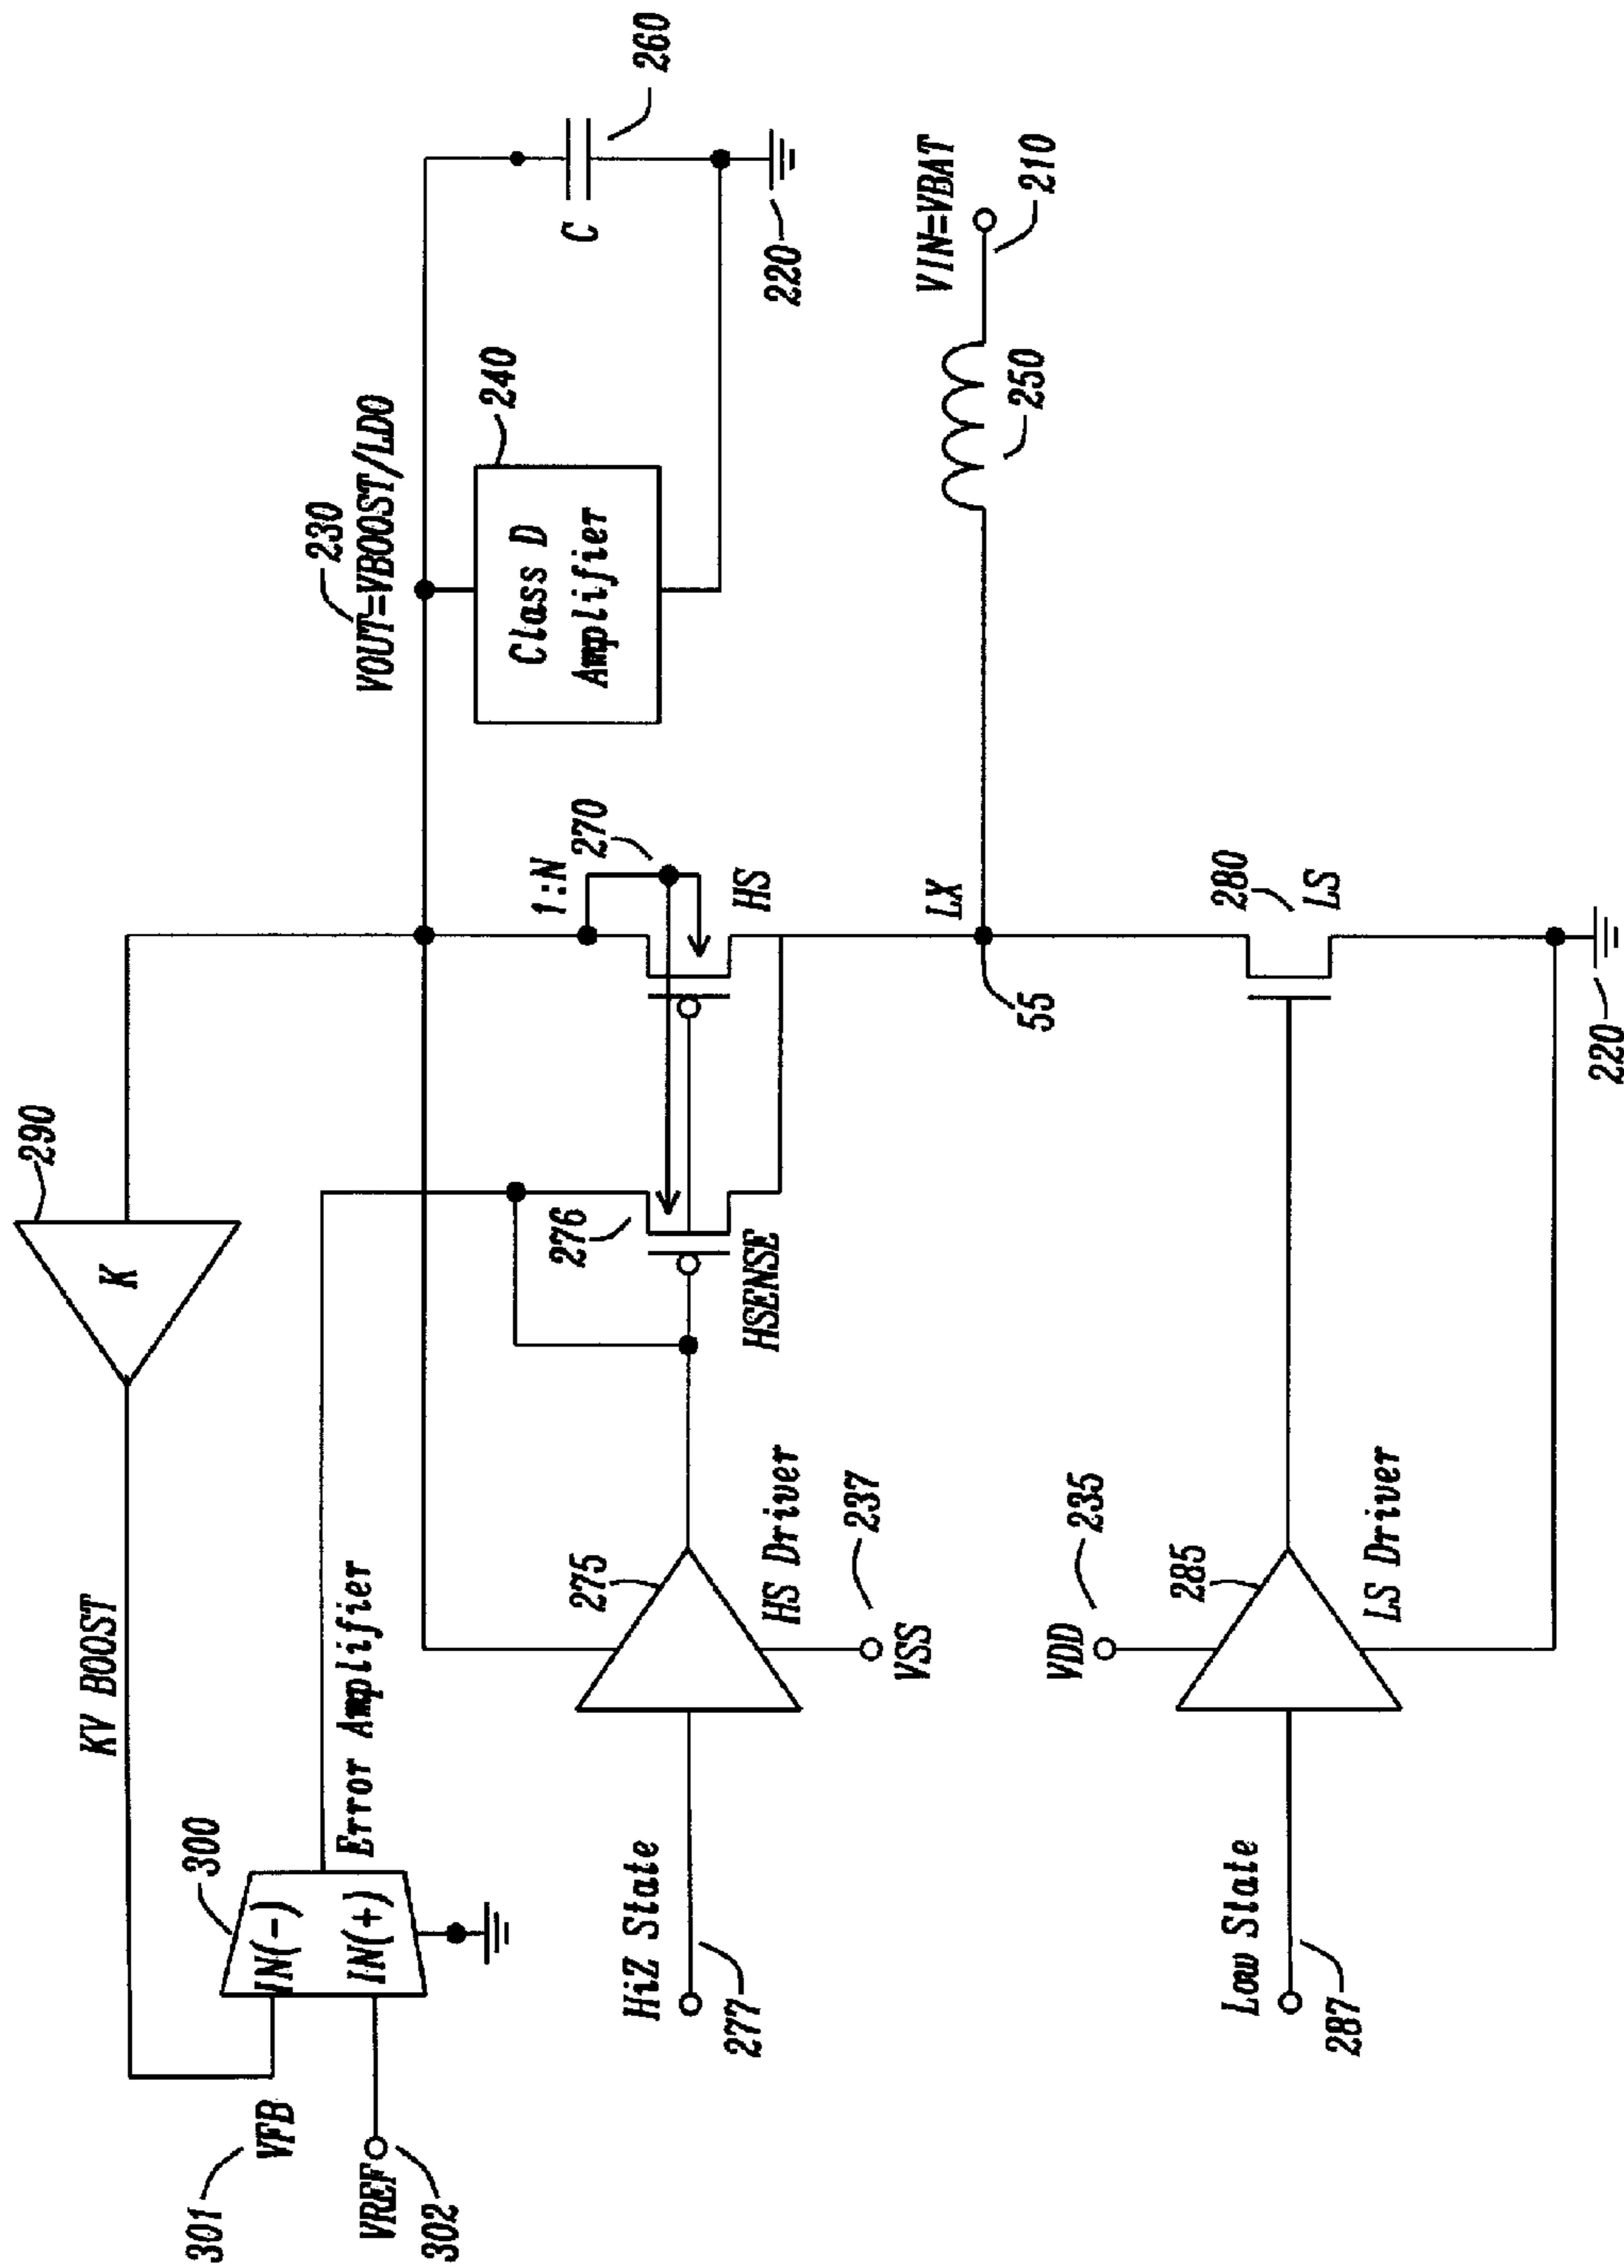 290
K
KV BOOST
300
IN(-)
IN(+)
Error Amplifier
301
VFB
VREF
302
230
VOUT=VBOOST/LDO
240
Class D
Amplifier
C
260
220
1:N
270
HS
276
HSENSE
275
HS Driver
237
VSS
HiZ State
277
LX
55
VIN=VBAT
210
250
280
LS
220
VDD
235
285
LS Driver
Low State
287